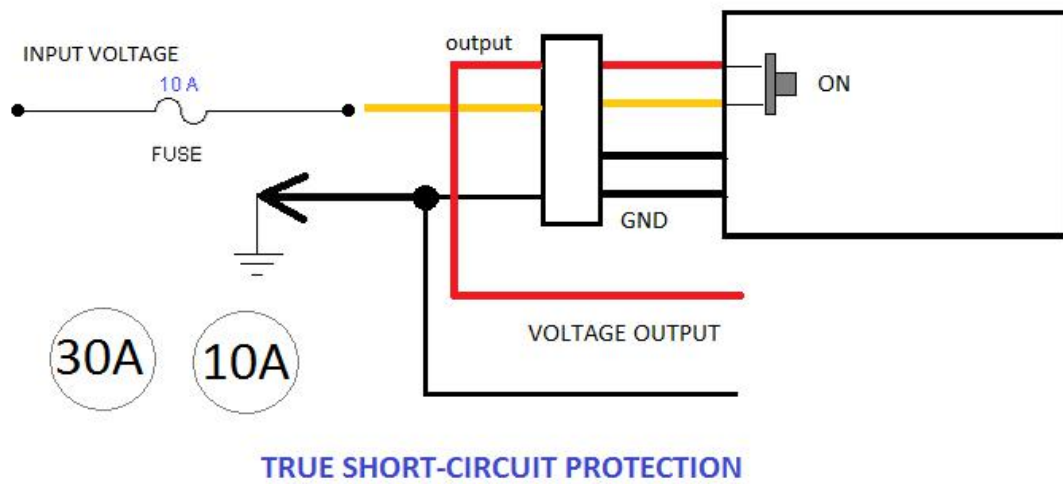 output
INPUT VOLTAGE
10 A
ON
FUSE
GND
VOLTAGE OUTPUT
30A
10A
TRUE SHORT-CIRCUIT PROTECTION